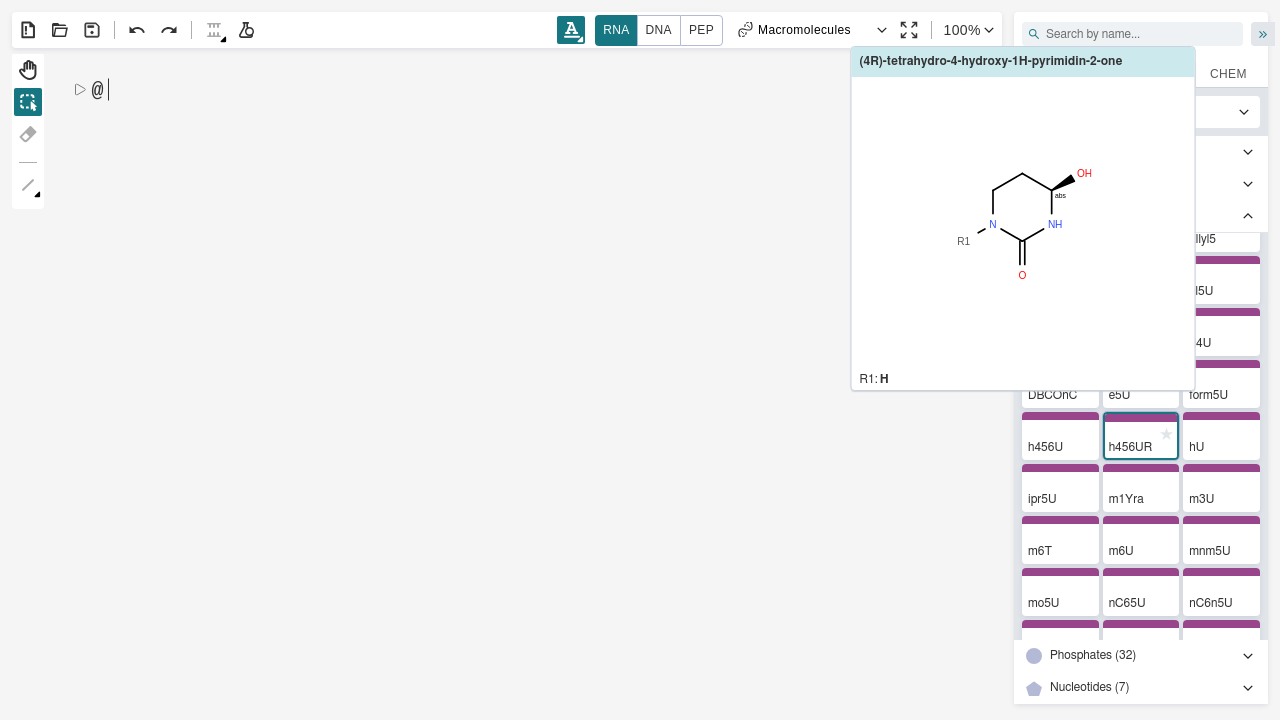 A RNA DNA PEP Macromolecules 100%
Search by name...
CHEM
@
(4R)-tetrahydro-4-hydroxy-1H-pyrimidin-2-one
OH
abs
N NH
R1
O
R1: H
llyl5
l5U
4U
DBCOnC e5U form5U
h456U h456UR hU
ipr5U m1Yra m3U
m6T m6U mnm5U
mo5U nC65U nC6n5U
Phosphates (32)
Nucleotides (7)